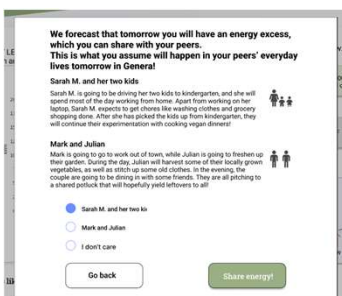 We forecast that tomorrow you will have an energy excess,
which you can share with your peers.
This is what you assume will happen in your peers' everyday
lives tomorrow in Genera!
Sarah M. and her two kids
Sarah M. is going to be driving her two kids to kindergarten, and she will
spend most of the day working from home. Apart from working on her
laptop, Sarah M. expects to get chores like washing clothes and grocery
shopping done. After she has picked the kids up from kindergarten, they
will continue their experimentation with cooking vegan dinners!
Mark and Julian
Mark is going to go to work out of town, while Julian is going to freshen up
their garden. During the day, Julian will harvest some of their locally grown
vegetables, as well as stitch up some old clothes. In the evening, the
couple are going to be dining in with some friends. They are all pitching to
a shared potluck that will hopefully yield leftovers to all!
Sarah M. and her two kids
Mark and Julian
I don't care
Go back
Share energy!